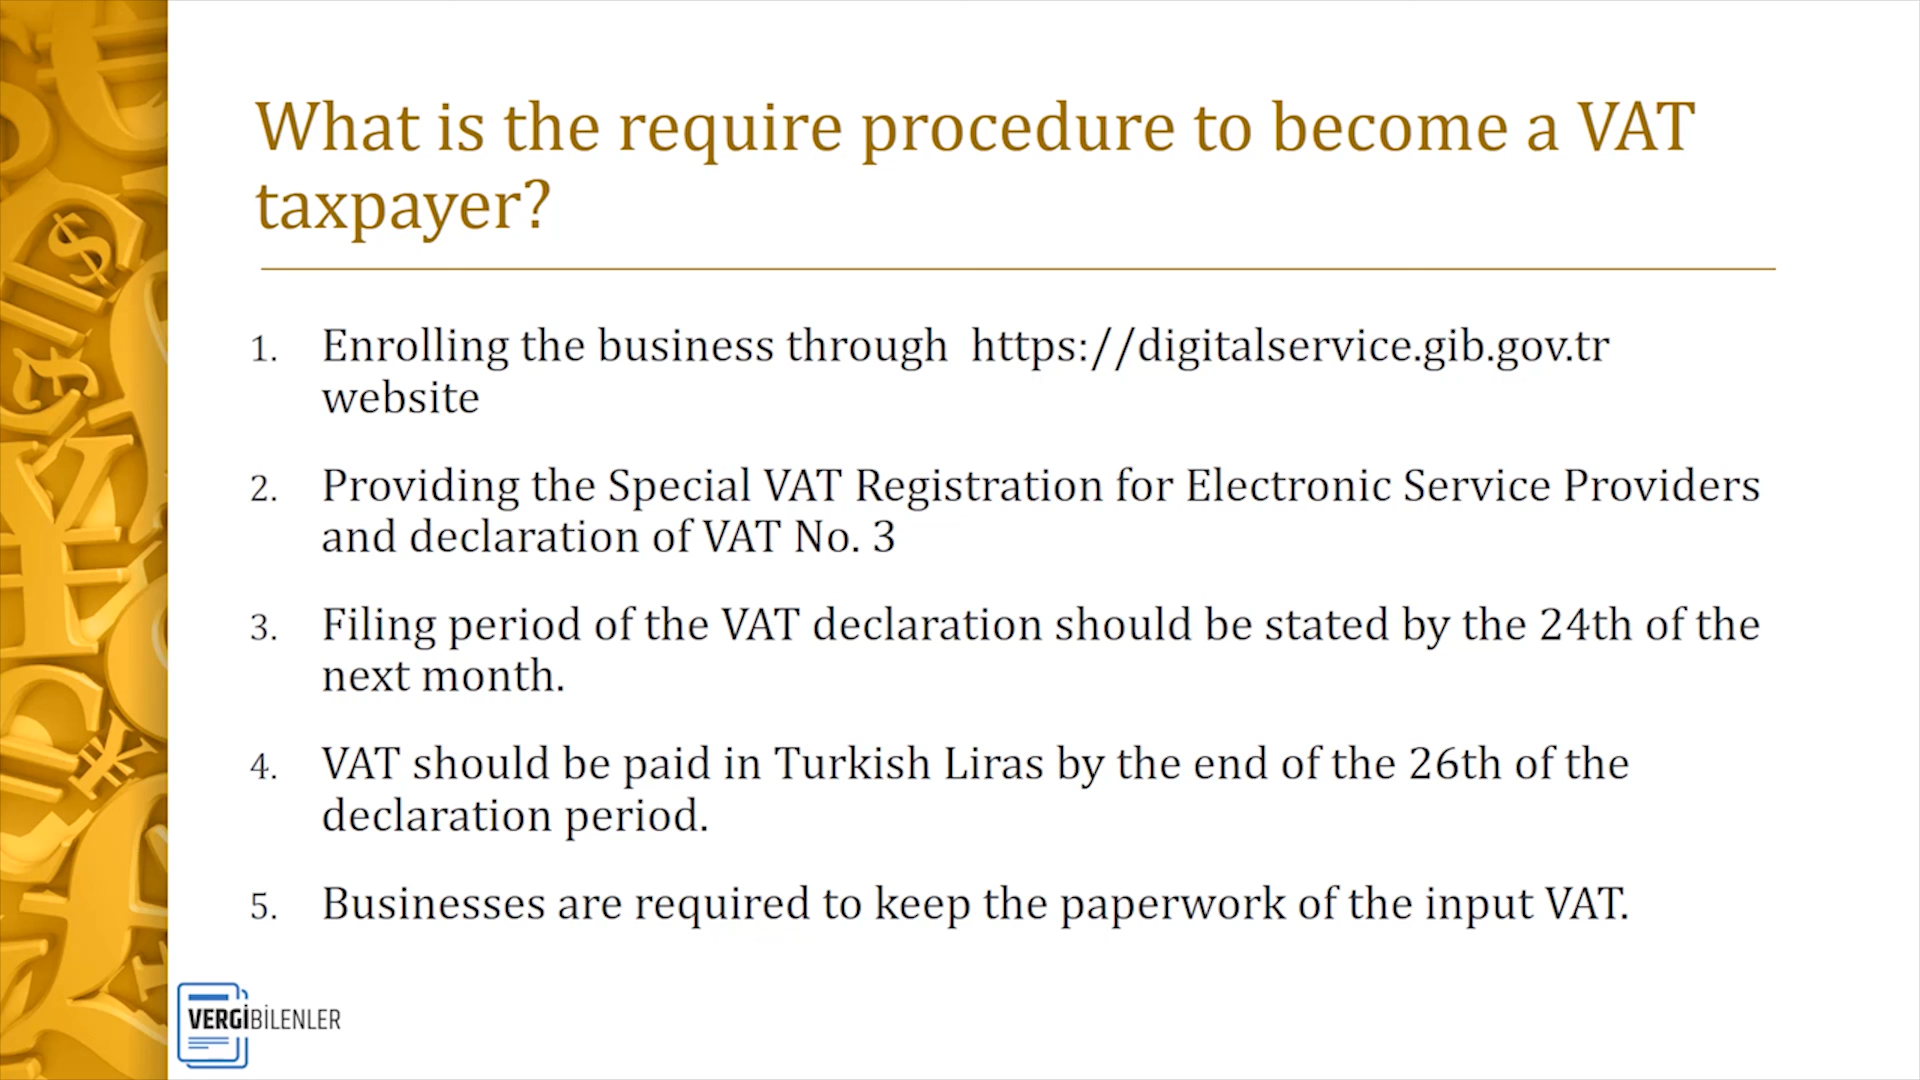 What is the require procedure to become a VAT
taxpayer?
1. Enrolling the business through https://digitalservice.gib.gov.tr
website
2. Providing the Special VAT Registration for Electronic Service Providers
and declaration of VAT No. 3
3. Filing period of the VAT declaration should be stated by the 24th of the
next month.
4. VAT should be paid in Turkish Liras by the end of the 26th of the
declaration period.
5. Businesses are required to keep the paperwork of the input VAT.
VERGİBİLENLER